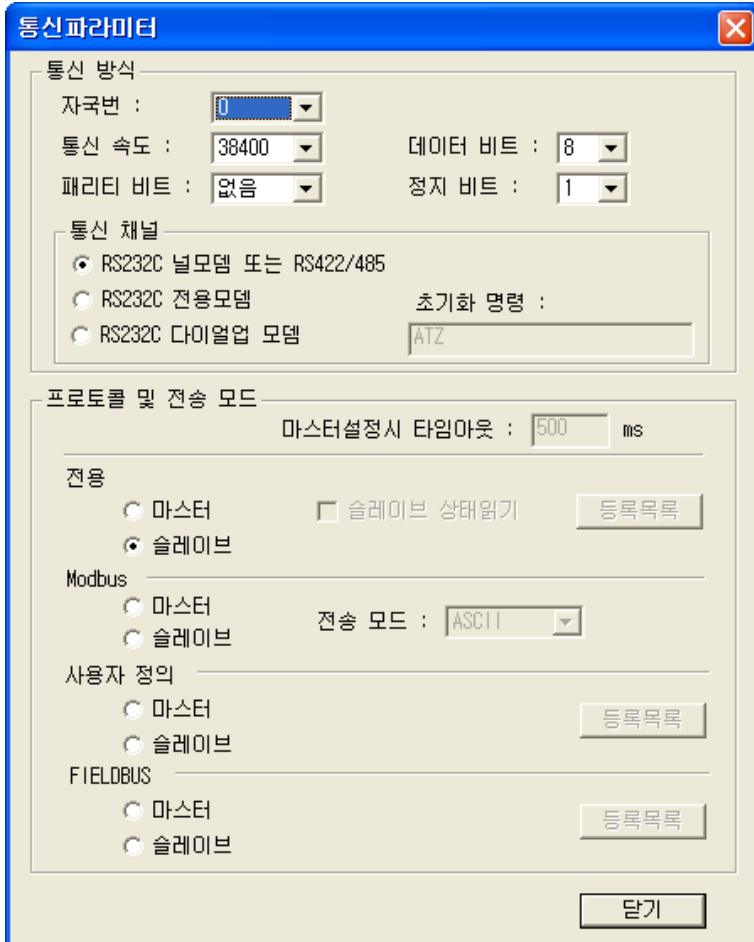 통신파라미터
통신 방식
자국번 : 0
통신 속도 : 38400 데이터 비트 : 8
패리티 비트 : 없음 정지 비트 : 1
통신 채널
RS232C 널모뎀 또는 RS422/485
RS232C 전용모뎀 초기화 명령 :
RS232C 다이얼업 모뎀 ATZ
프로토콜 및 전송 모드
마스터설정시 타임아웃 : 500 ms
전용
마스터 슬레이브 상태읽기 등록목록
슬레이브
Modbus
마스터
전송 모드 : ASCII
슬레이브
사용자 정의
마스터
등록목록
슬레이브
FIELDBUS
마스터
등록목록
슬레이브
닫기